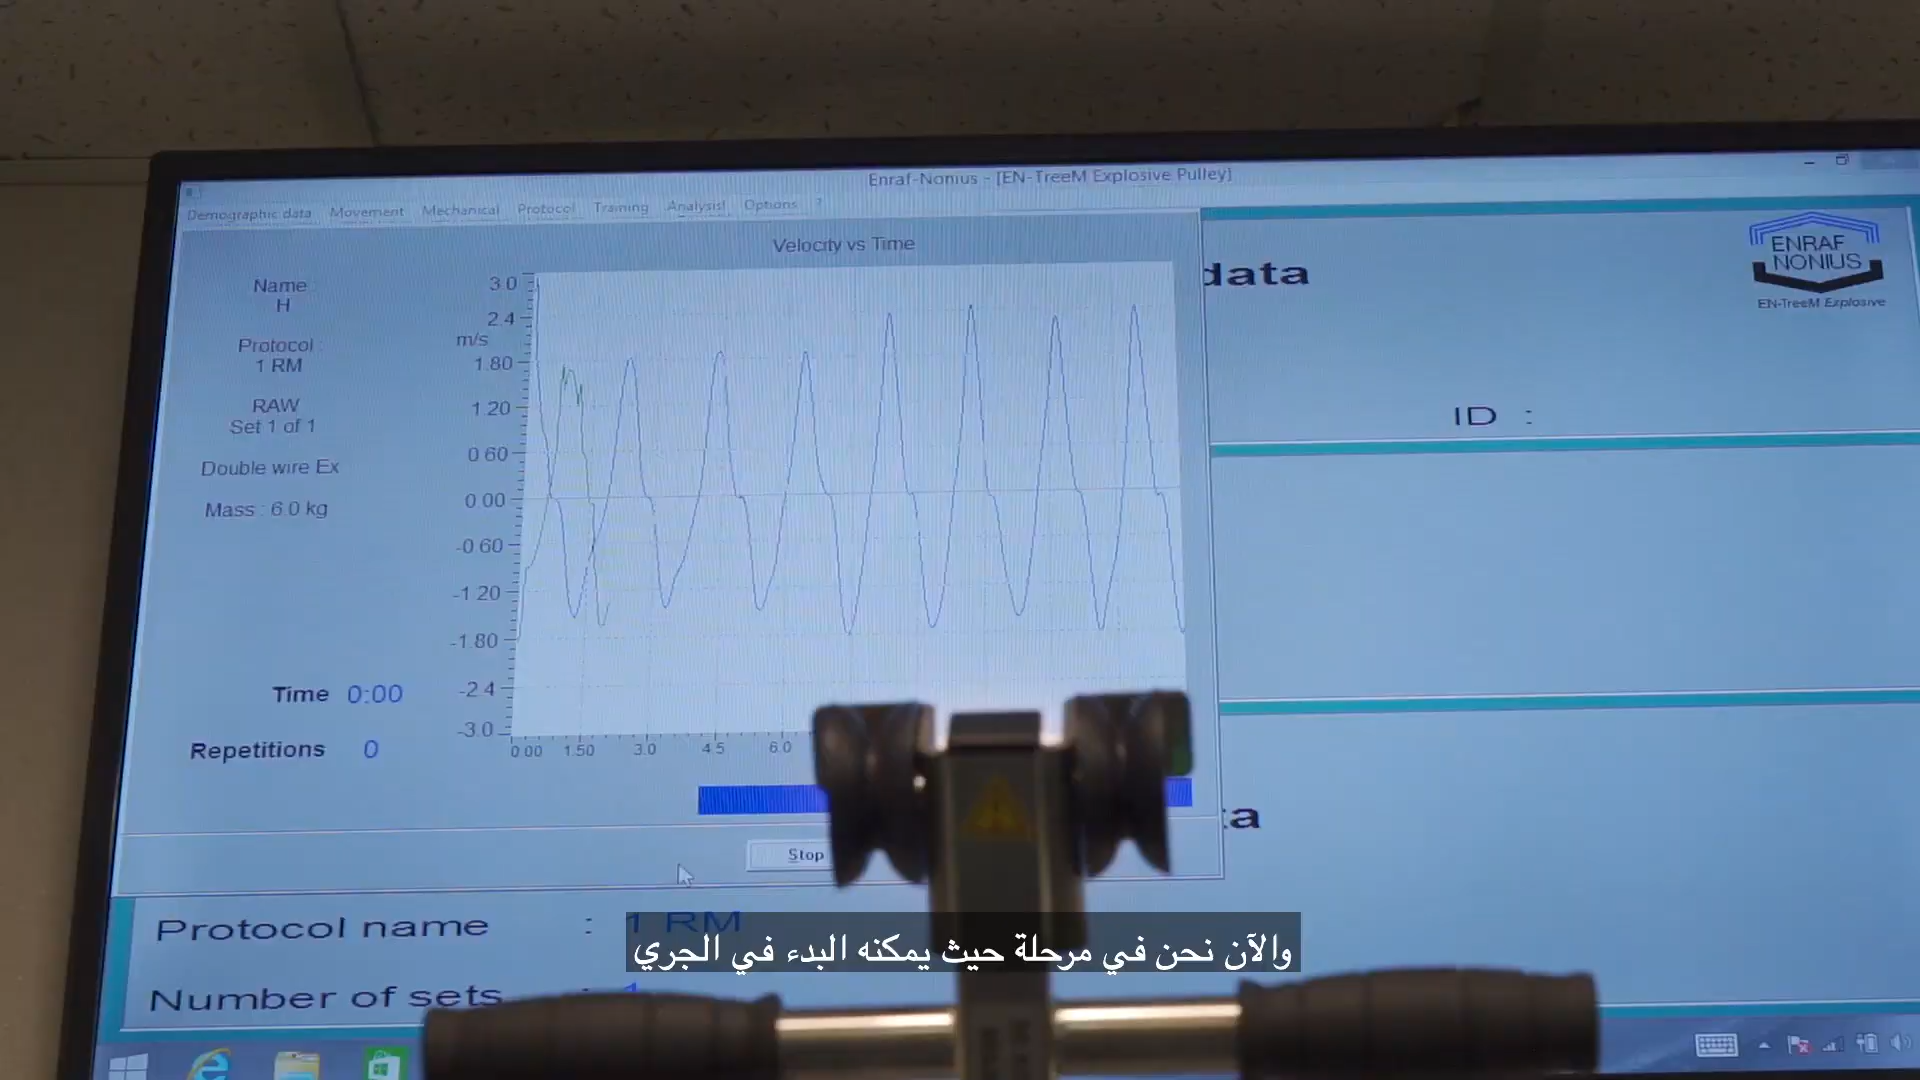 Enraf-Nonius - [EN-TreeM Explosive Pulley]
Demographic data Movement Mechanical Protocol Training Analysis! Options ?
Velocity vs Time
Name
H
Protocol :
1 RM
RAW
Set 1 of 1
Double wire Ex
Mass : 6.0 kg
m/s
3.0
2.4
1.80
1.20
0.60
0.00
-0.60
-1.20
-1.80
-2.4
-3.0
0.00 1.50 3.0 4.5 6.0
Time 0:00
Repetitions 0
Stop
data
ENRAF
NONIUS
EN-TreeM Explosive
ID :
ta
Protocol name : 1 RM
Number of sets : 1
والآن نحن في مرحلة حيث يمكنه البدء في الجري